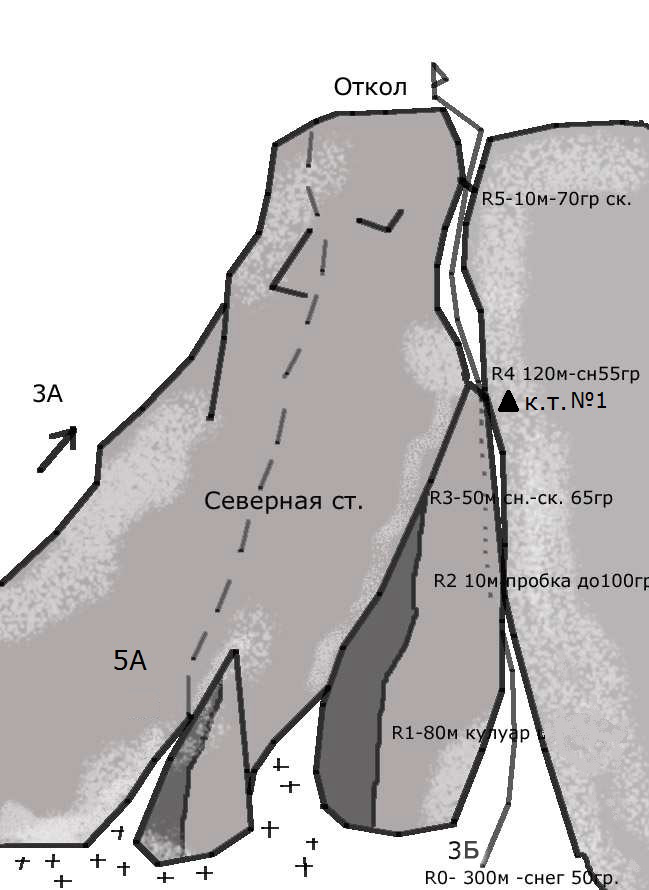 Откол
R5-10м-70гр ск.
R4 120м-сн55гр
3А
к.т.№1
R3-50м сн.-ск. 65гр
Северная ст.
R2 10м пробка до100гр
5А
R1-80м кулуар
3Б
R0- 300м -снег 50гр.